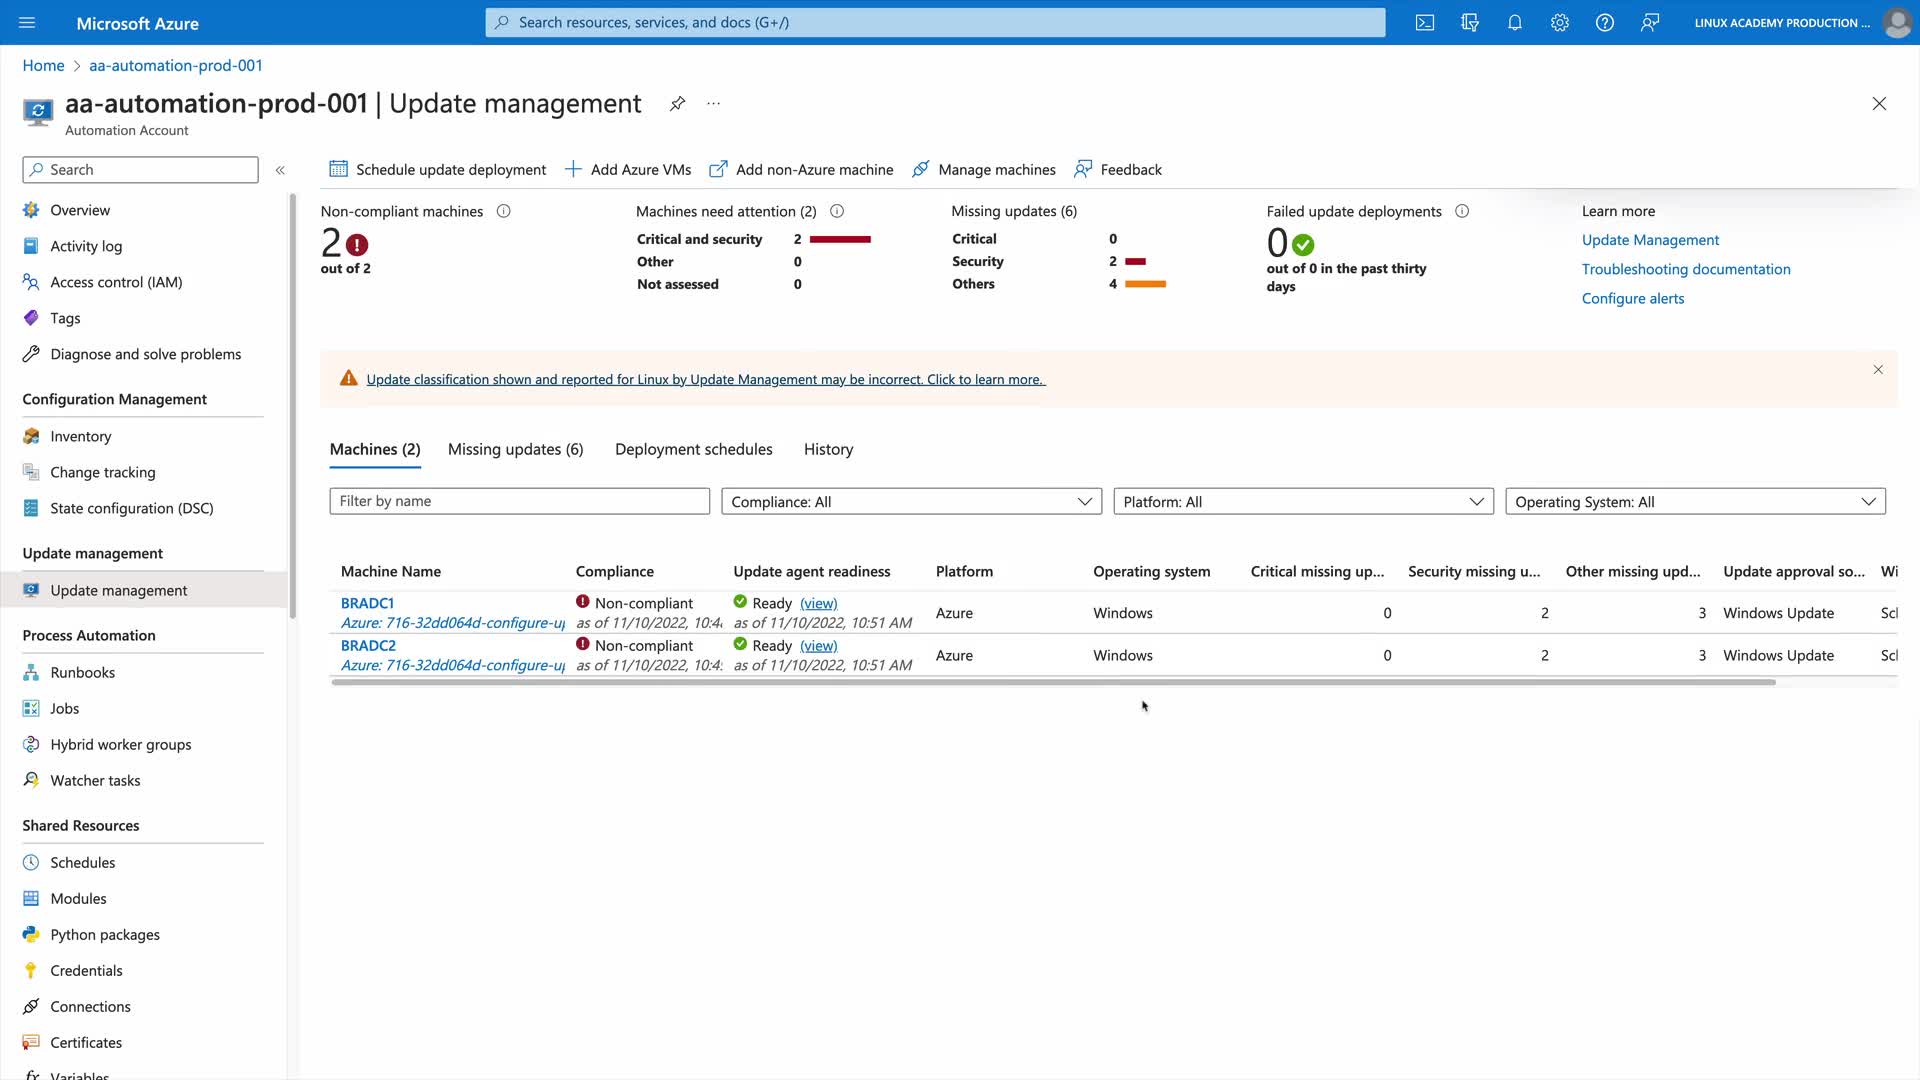 Microsoft Azure
Search resources, services, and docs (G+/)
LINUX ACADEMY PRODUCTION ...
Home > aa-automation-prod-001
aa-automation-prod-001 | Update management
Automation Account
Search
Overview
Activity log
Access control (IAM)
Tags
Diagnose and solve problems
Configuration Management
Inventory
Change tracking
State configuration (DSC)
Update management
Update management
Process Automation
Runbooks
Jobs
Hybrid worker groups
Watcher tasks
Shared Resources
Schedules
Modules
Python packages
Credentials
Connections
Certificates
Variables
Schedule update deployment Add Azure VMs Add non-Azure machine Manage machines Feedback
Non-compliant machines
2
out of 2
Machines need attention (2)
Critical and security 2
Other 0
Not assessed 0
Missing updates (6)
Critical 0
Security 2
Others 4
Failed update deployments
0
out of 0 in the past thirty
days
Learn more
Update Management
Troubleshooting documentation
Configure alerts
Update classification shown and reported for Linux by Update Management may be incorrect. Click to learn more.
Machines (2) Missing updates (6) Deployment schedules History
Filter by name Compliance: All Platform: All Operating System: All
Machine Name Compliance Update agent readiness Platform Operating system Critical missing up... Security missing u... Other missing upd... Update approval so... Wi
BRADC1 Non-compliant Ready (view) Azure Windows 0 2 3 Windows Update Scl
Azure: 716-32dd064d-configure-up as of 11/10/2022, 10:4 as of 11/10/2022, 10:51 AM
BRADC2 Non-compliant Ready (view) Azure Windows 0 2 3 Windows Update Scl
Azure: 716-32dd064d-configure-up as of 11/10/2022, 10:4 as of 11/10/2022, 10:51 AM